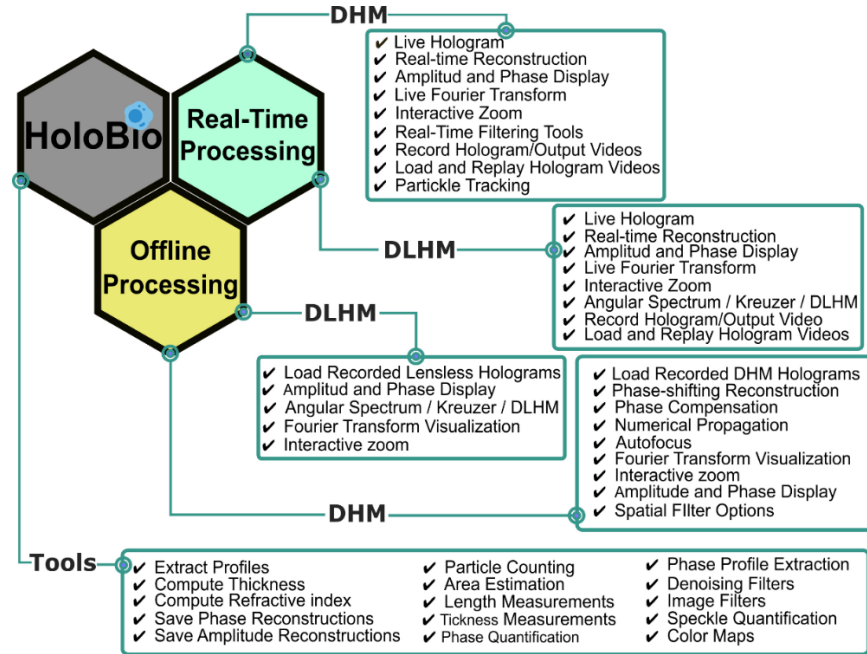 DHM
✔ Live Hologram
✔ Real-time Reconstruction
✔ Amplitud and Phase Display
✔ Live Fourier Transform
✔ Interactive Zoom
✔ Real-Time Filtering Tools
✔ Record Hologram/Output Videos
✔ Load and Replay Hologram Videos
✔ Partickle Tracking
HoloBio
Real-Time
Processing
Offline
Processing
DLHM
✔ Live Hologram
✔ Real-time Reconstruction
✔ Amplitud and Phase Display
✔ Live Fourier Transform
✔ Interactive Zoom
✔ Angular Spectrum / Kreuzer / DLHM
✔ Record Hologram/Output Video
✔ Load and Replay Hologram Videos
DLHM
✔ Load Recorded Lensless Holograms
✔ Amplitud and Phase Display
✔ Angular Spectrum / Kreuzer / DLHM
✔ Fourier Transform Visualization
✔ Interactive zoom
✔ Load Recorded DHM Holograms
✔ Phase-shifting Reconstruction
✔ Phase Compensation
✔ Numerical Propagation
✔ Autofocus
✔ Fourier Transform Visualization
✔ Interactive zoom
✔ Amplitude and Phase Display
✔ Spatial FIlter Options
DHM
Tools
✔ Extract Profiles
✔ Compute Thickness
✔ Compute Refractive index
✔ Save Phase Reconstructions
✔ Save Amplitude Reconstructions
✔ Particle Counting
✔ Area Estimation
✔ Length Measurements
✔ Tickness Measurements
✔ Phase Quantification
✔ Phase Profile Extraction
✔ Denoising Filters
✔ Image Filters
✔ Speckle Quantification
✔ Color Maps